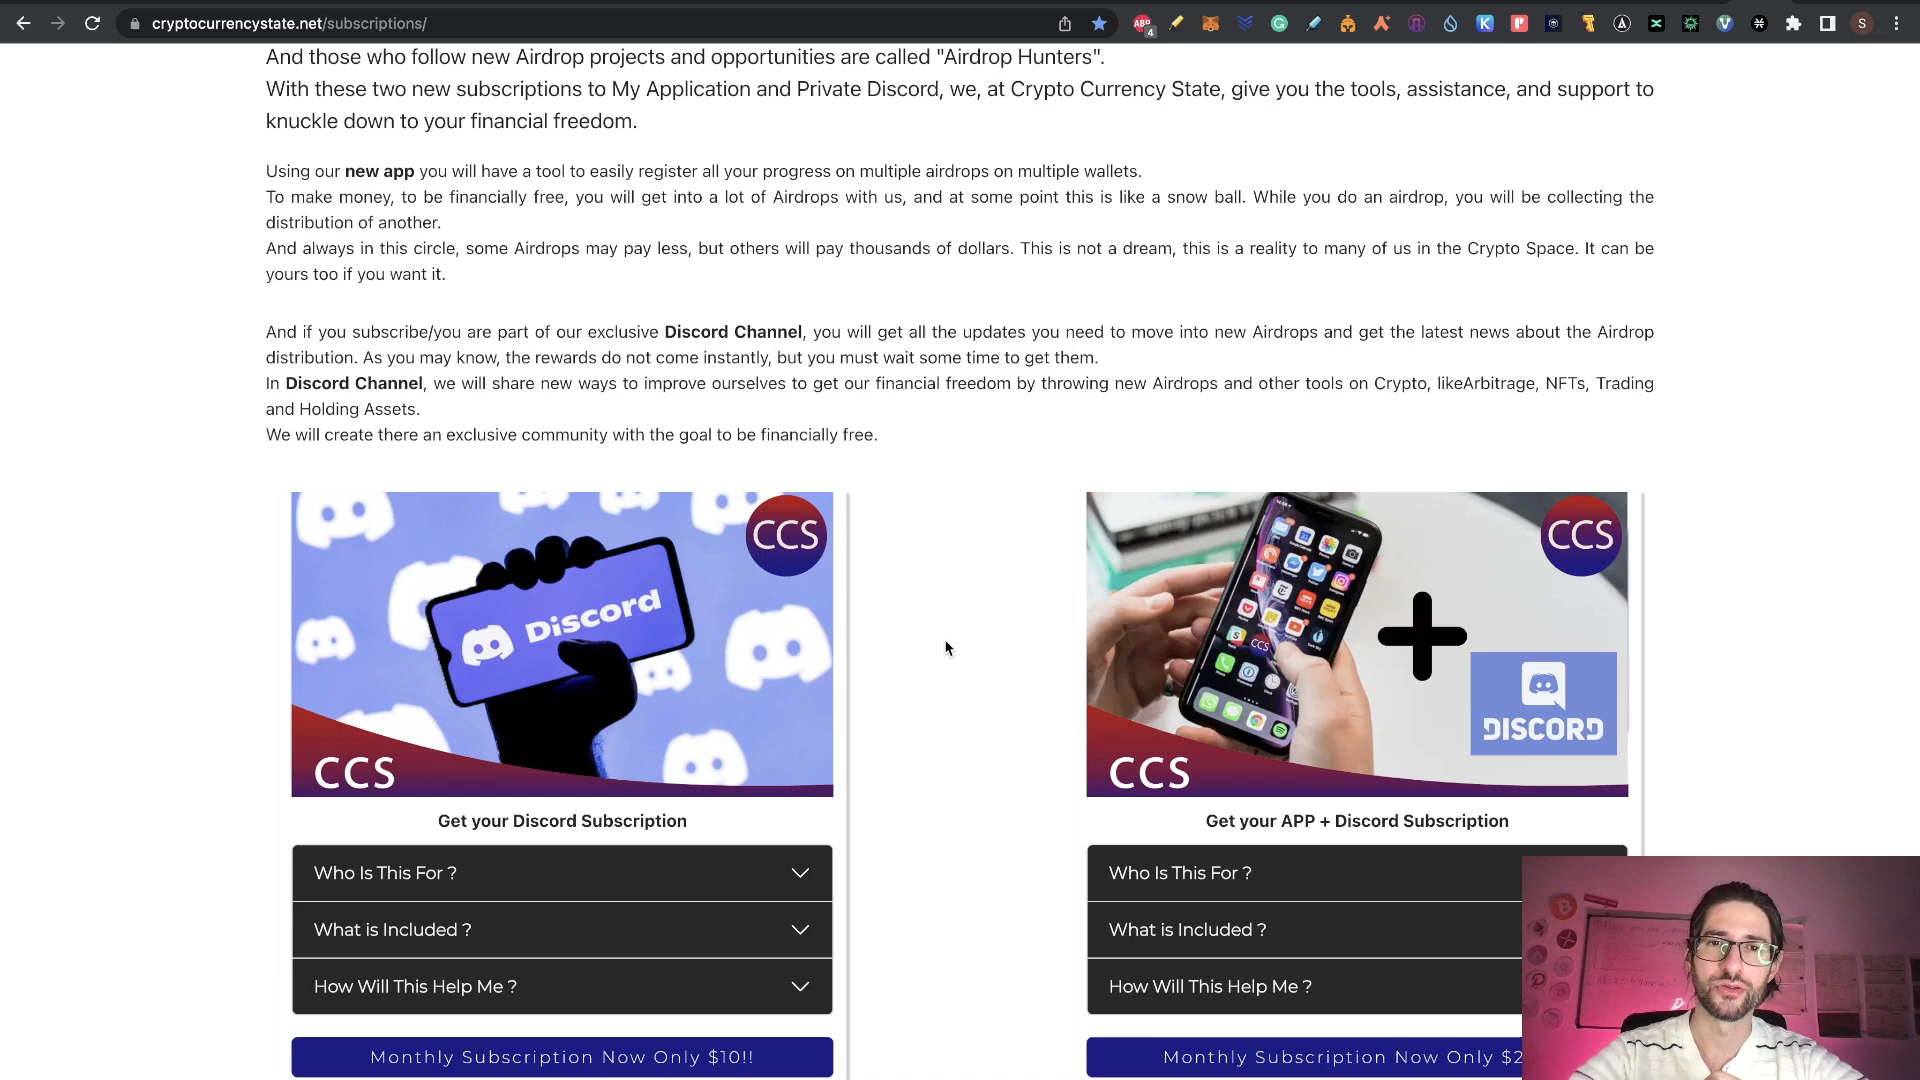 cryptocurrencystate.net/subscriptions/
ABP
4
S
And those who follow new Airdrop projects and opportunities are called "Airdrop Hunters".
With these two new subscriptions to My Application and Private Discord, we, at Crypto Currency State, give you the tools, assistance, and support to
knuckle down to your financial freedom.
Using our new app you will have a tool to easily register all your progress on multiple airdrops on multiple wallets.
To make money, to be financially free, you will get into a lot of Airdrops with us, and at some point this is like a snow ball. While you do an airdrop, you will be collecting the
distribution of another.
And always in this circle, some Airdrops may pay less, but others will pay thousands of dollars. This is not a dream, this is a reality to many of us in the Crypto Space. It can be
yours too if you want it.
And if you subscribe/you are part of our exclusive Discord Channel, you will get all the updates you need to move into new Airdrops and get the latest news about the Airdrop
distribution. As you may know, the rewards do not come instantly, but you must wait some time to get them.
In Discord Channel, we will share new ways to improve ourselves to get our financial freedom by throwing new Airdrops and other tools on Crypto, likeArbitrage, NFTs, Trading
and Holding Assets.
We will create there an exclusive community with the goal to be financially free.
CCS
Discord
CCS
CCS
CCS
DISCORD
CCS
Get your Discord Subscription
Get your APP + Discord Subscription
Who Is This For ?
What is Included ?
How Will This Help Me ?
Monthly Subscription Now Only $10!!
Who Is This For ?
What is Included ?
How Will This Help Me ?
Monthly Subscription Now Only $2